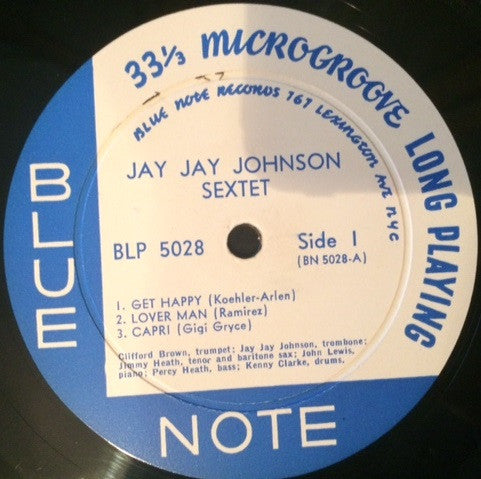 33⅓ MICROGROOVE LONG PLAYING
BLUE NOTE RECORDS 767 LEXINGTON AVE NYC
JAY JAY JOHNSON
SEXTET
BLP 5028
Side 1
(BN 5028-A)
1. GET HAPPY (Koehler-Arlen)
2. LOVER MAN (Ramirez)
3. CAPRI (Gigi Gryce)
Clifford Brown, trumpet; Jay Jay Johnson, trombone;
Jimmy Heath, tenor and baritone sax; John Lewis,
piano; Percy Heath, bass; Kenny Clarke, drums.
BLUE
NOTE